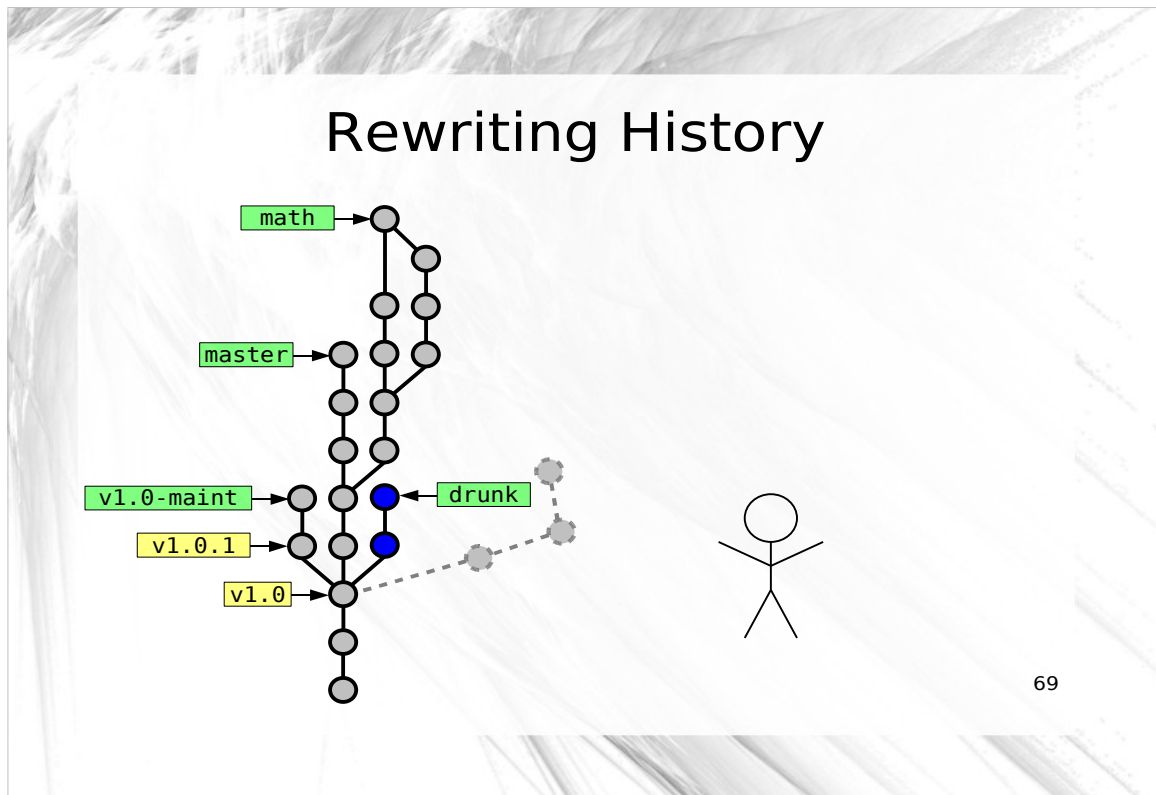 Rewriting History
math
master
v1.0-maint
drunk
v1.0.1
v1.0
69